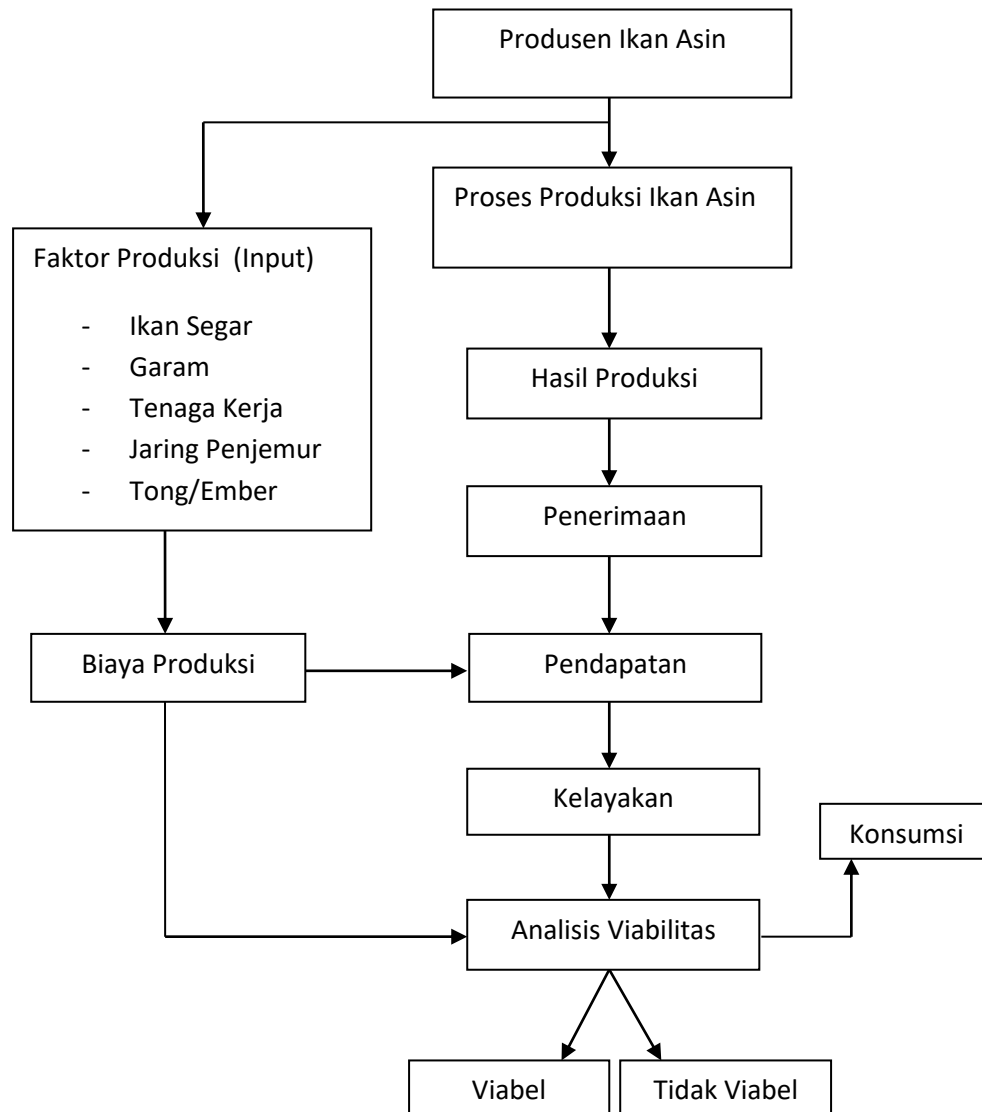 Produsen Ikan Asin
Proses Produksi Ikan Asin
Faktor Produksi  (Input)
- Ikan Segar
- Garam
- Tenaga Kerja
- Jaring Penjemur
- Tong/Ember
Hasil Produksi
Penerimaan
Biaya Produksi
Pendapatan
Kelayakan
Konsumsi
Analisis Viabilitas
Viabel
Tidak Viabel